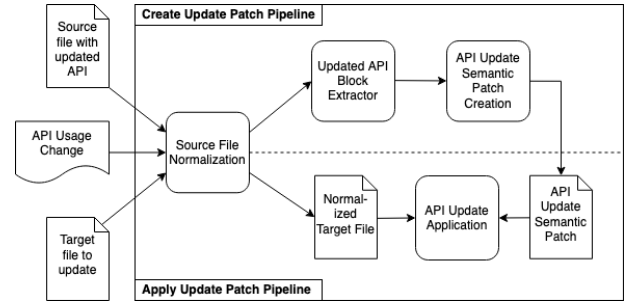 Create Update Patch Pipeline
Source
file with
updated
API
Updated API
Block
Extractor
API Update
Semantic
Patch
Creation
API Usage
Change
Source File
Normalization
Target
file to
update
Normal-
ized
Target File
API Update
Application
API
Update
Semantic
Patch
Apply Update Patch Pipeline